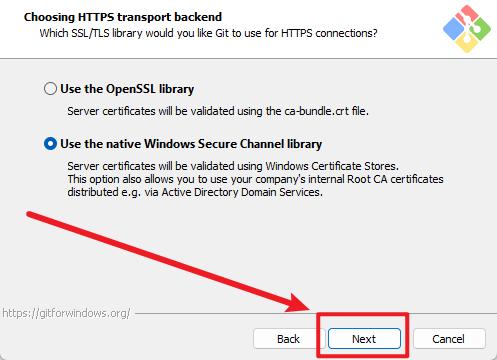 Choosing HTTPS transport backend
Which SSL/TLS library would you like Git to use for HTTPS connections?
Use the OpenSSL library
Server certificates will be validated using the ca-bundle.crt file.
Use the native Windows Secure Channel library
Server certificates will be validated using Windows Certificate Stores.
This option also allows you to use your company's internal Root CA certificates
distributed e.g. via Active Directory Domain Services.
https://gitforwindows.org/
Back Next Cancel